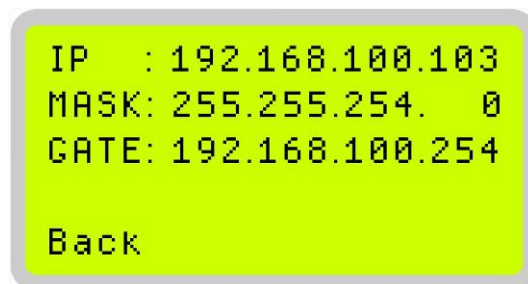 IP  : 192.168.100.103
MASK: 255.255.254.  0
GATE: 192.168.100.254
Back